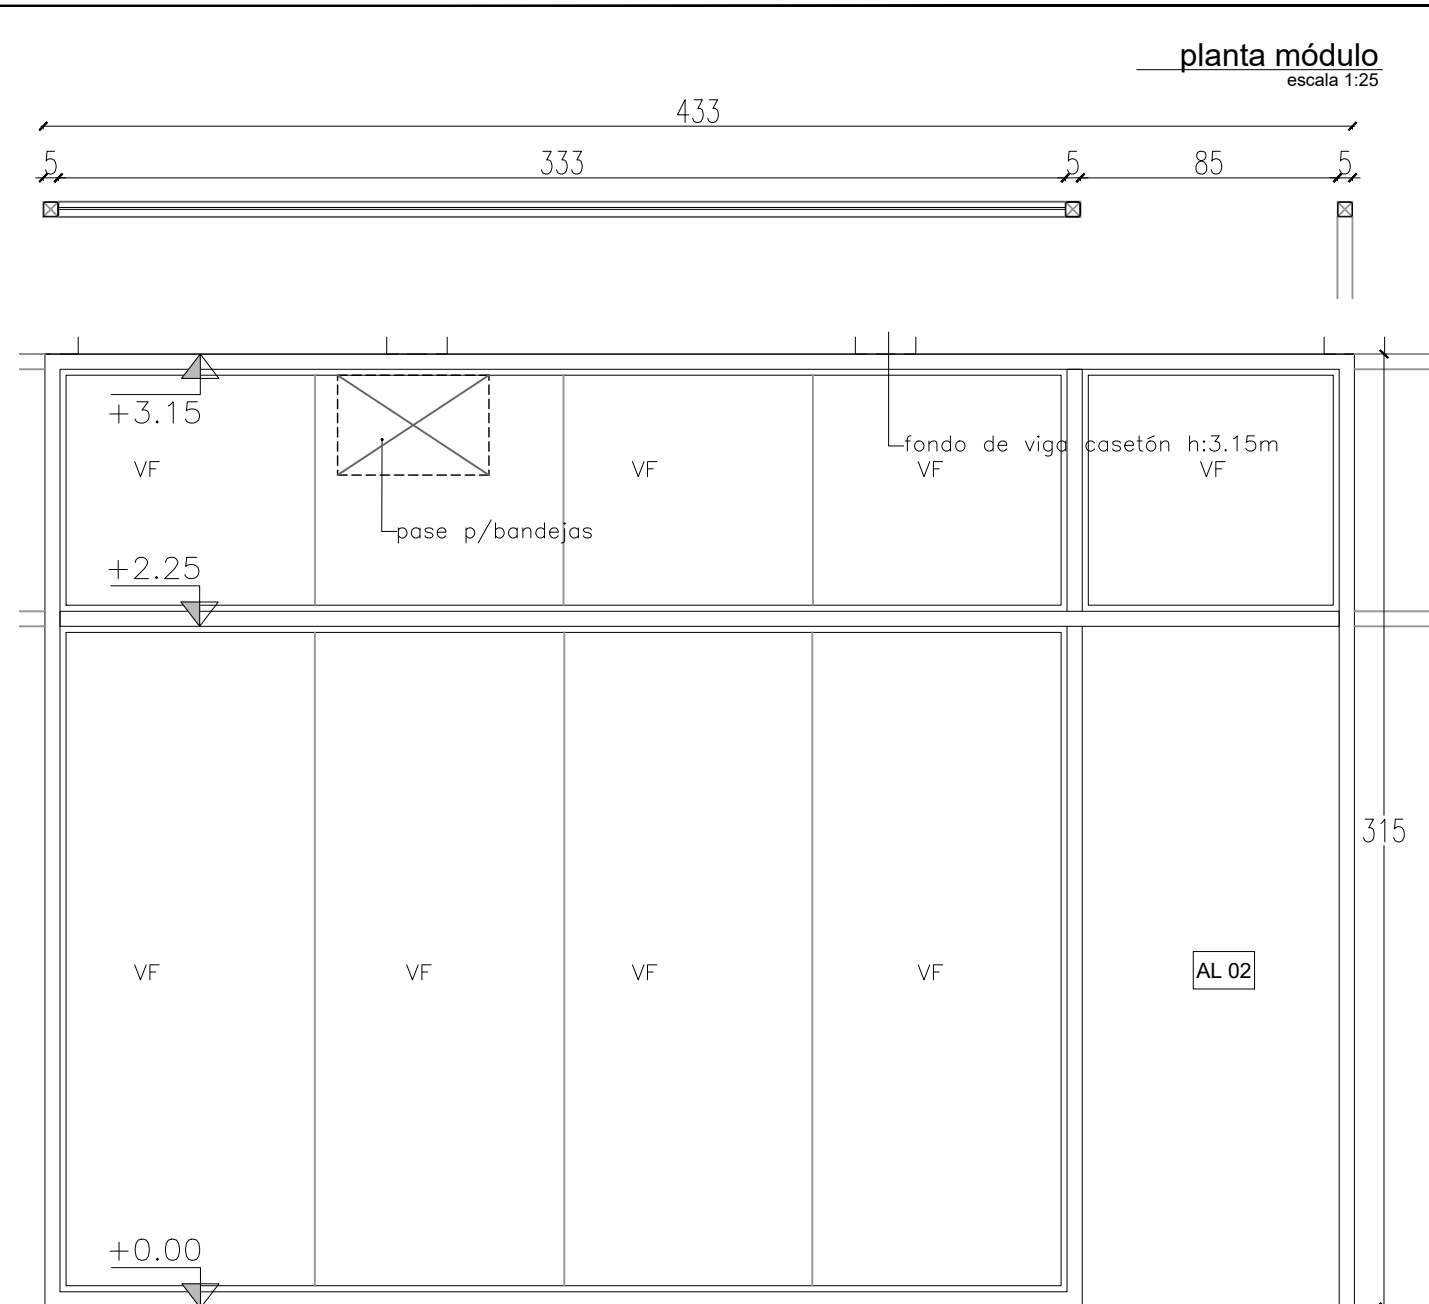 planta módulo
escala 1:25
433
5 333 5 85 5
+3.15
fondo de viga casetón h:3.15m
VF VF VF VF
pase p/bandejas
+2.25
315
VF VF VF VF AL 02
+0.00